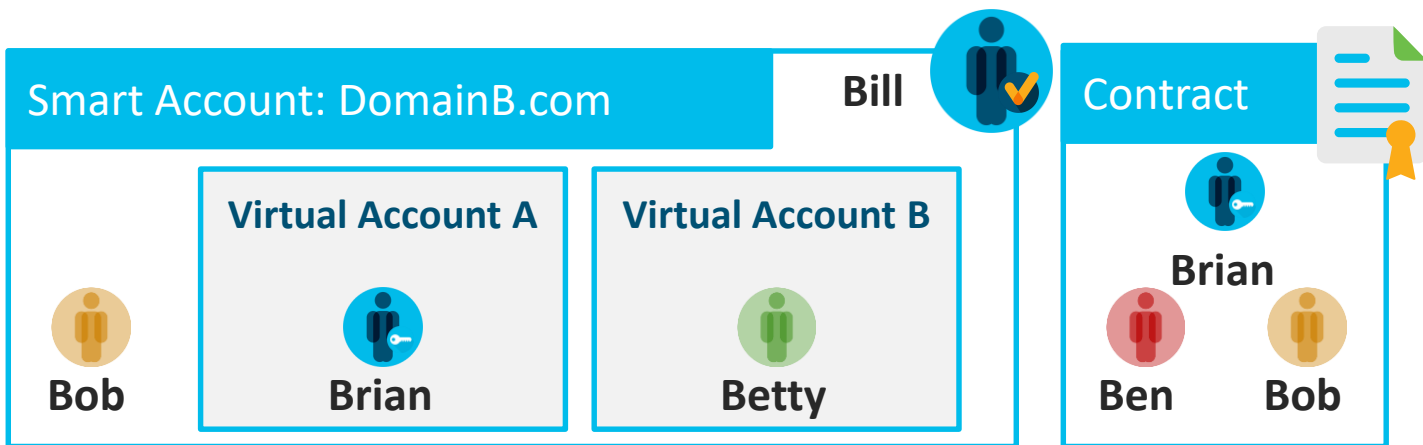 Smart Account: DomainB.com
Bill
Contract
Virtual Account A
Virtual Account B
Brian
Bob
Brian
Betty
Ben
Bob